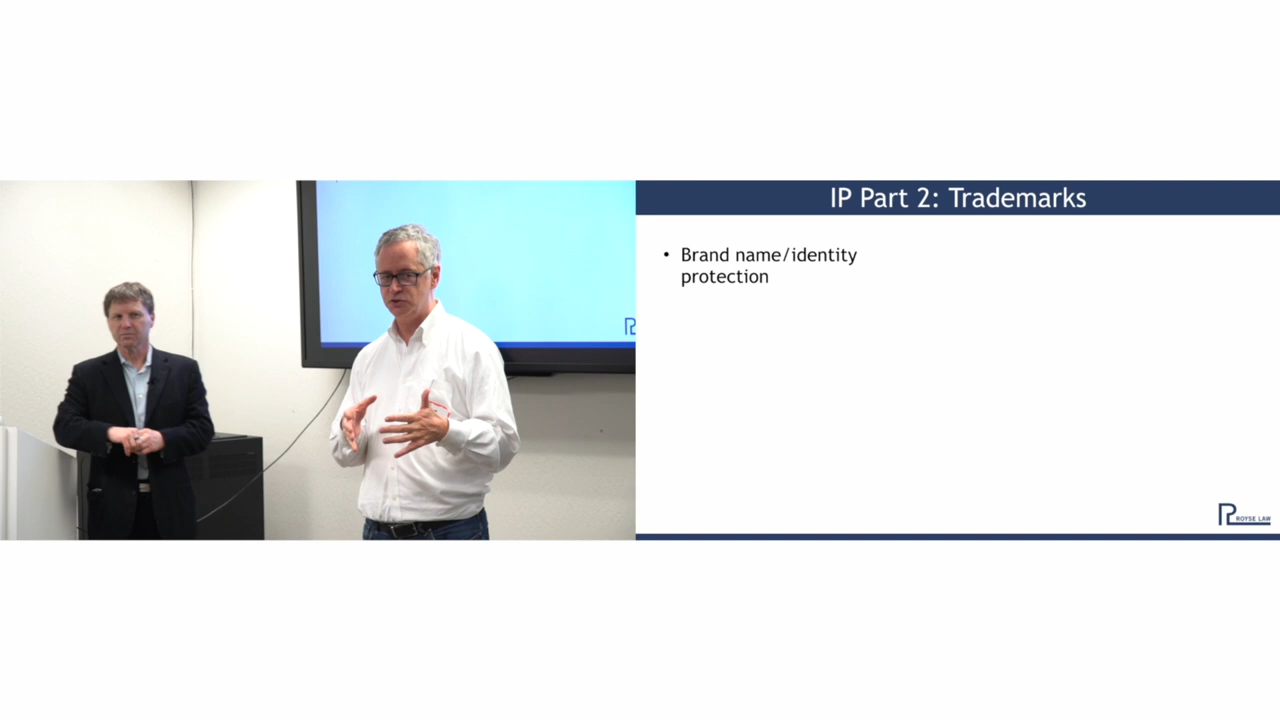 IP Part 2: Trademarks
• Brand name/identity
protection
ROYSE LAW